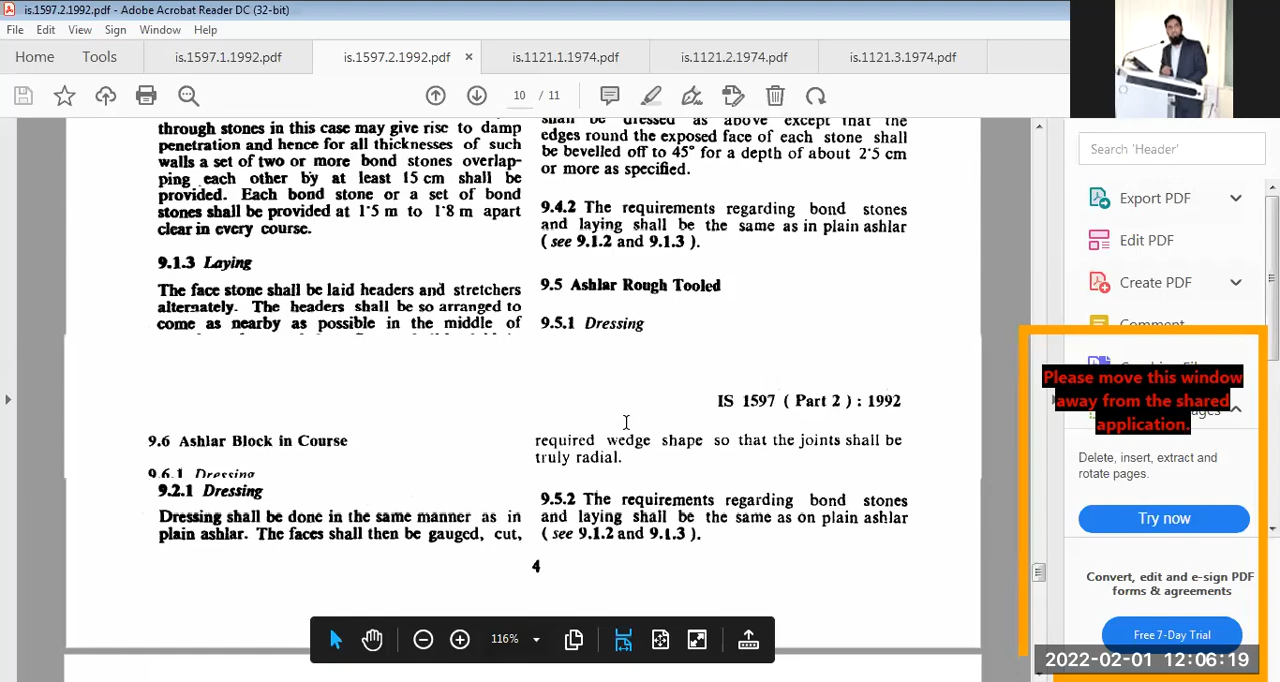 is.1597.2.1992.pdf - Adobe Acrobat Reader DC (32-bit)
File Edit View Sign Window Help
Home Tools is.1597.1.1992.pdf is.1597.2.1992.pdf × is.1121.1.1974.pdf is.1121.2.1974.pdf is.1121.3.1974.pdf
10 / 11
through stones in this case may give rise to damp
penetration and hence for all thicknesses of such
walls a set of two or more bond stones overlap-
ping each other by at least 15 cm shall be
provided. Each bond stone or a set of bond
stones shall be provided at 1·5 m to 1·8 m apart
clear in every course.
9.1.3 Laying
The face stone shall be laid headers and stretchers
alternately. The headers shall be so arranged to
come as nearby as possible in the middle of
shall be dressed as above except that the
edges round the exposed face of each stone shall
be bevelled off to 45° for a depth of about 2·5 cm
or more as specified.
9.4.2 The requirements regarding bond stones
and laying shall be the same as in plain ashlar
( see 9.1.2 and 9.1.3 ).
9.5 Ashlar Rough Tooled
9.5.1 Dressing
IS 1597 ( Part 2 ) : 1992
9.6 Ashlar Block in Course
9.6.1 Dressing
9.2.1 Dressing
Dressing shall be done in the same manner as in
plain ashlar. The faces shall then be gauged, cut,
required wedge shape so that the joints shall be
truly radial.
9.5.2 The requirements regarding bond stones
and laying shall be the same as on plain ashlar
( see 9.1.2 and 9.1.3 ).
4
116%
Search 'Header'
Export PDF
Edit PDF
Create PDF
Comment
Please move this window
away from the shared
application.
Delete, insert, extract and
rotate pages.
Try now
Convert, edit and e-sign PDF
forms & agreements
Free 7-Day Trial
2022-02-01 12:06:19